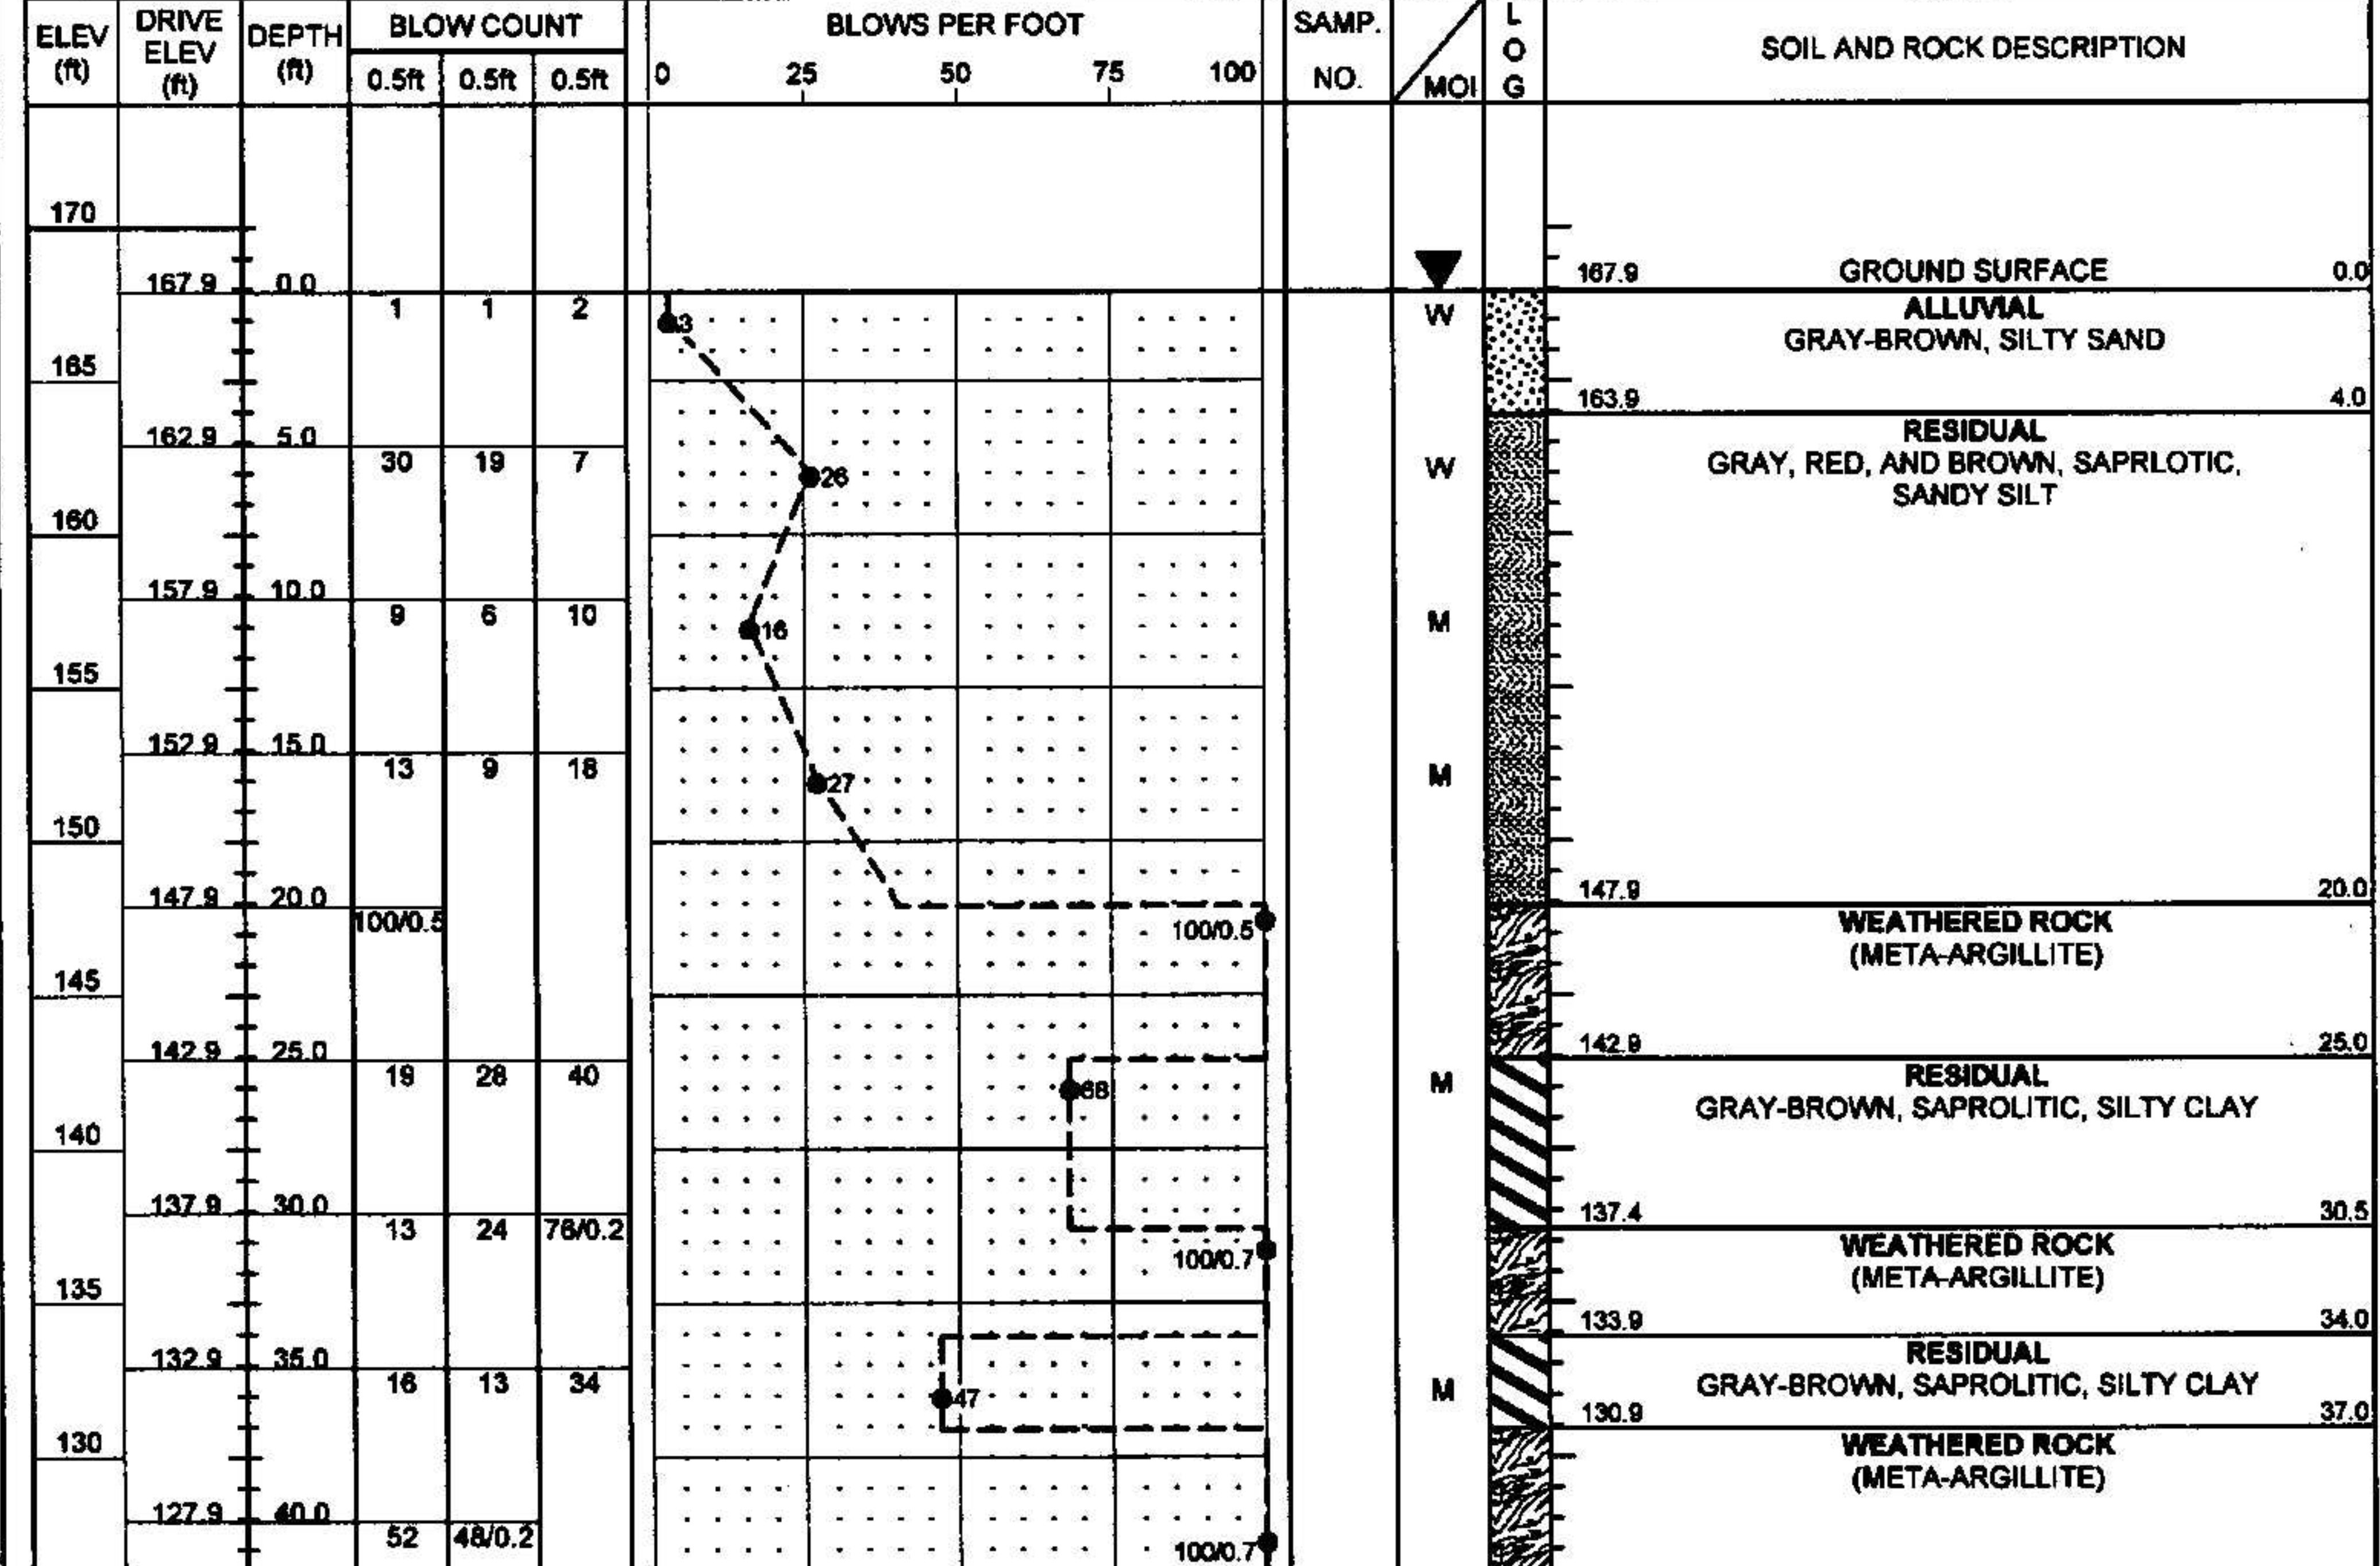 ELEV (ft) DRIVE ELEV (ft) DEPTH (ft) BLOW COUNT 0.5ft 0.5ft 0.5ft BLOWS PER FOOT 0 25 50 75 100 SAMP. NO. MOI LOG SOIL AND ROCK DESCRIPTION
170
167.9 0.0 167.9 GROUND SURFACE 0.0
1 1 2 3 W ALLUVIAL
GRAY-BROWN, SILTY SAND
165
163.9 4.0
162.9 5.0 RESIDUAL
30 19 7 26 W GRAY, RED, AND BROWN, SAPRLOTIC,
SANDY SILT
160
157.9 10.0
9 6 10 16 M
155
152.9 15.0
13 9 18 27 M
150
147.9 20.0 147.9 20.0
100/0.5 100/0.5 WEATHERED ROCK
(META-ARGILLITE)
145
142.9 25.0 142.9 25.0
19 28 40 68 M RESIDUAL
GRAY-BROWN, SAPROLITIC, SILTY CLAY
140
137.9 30.0 137.4 30.5
13 24 76/0.2 100/0.7 WEATHERED ROCK
(META-ARGILLITE)
135
133.9 34.0
132.9 35.0 RESIDUAL
16 13 34 47 M GRAY-BROWN, SAPROLITIC, SILTY CLAY
130.9 37.0
130 WEATHERED ROCK
(META-ARGILLITE)
127.9 40.0
52 48/0.2 100/0.7